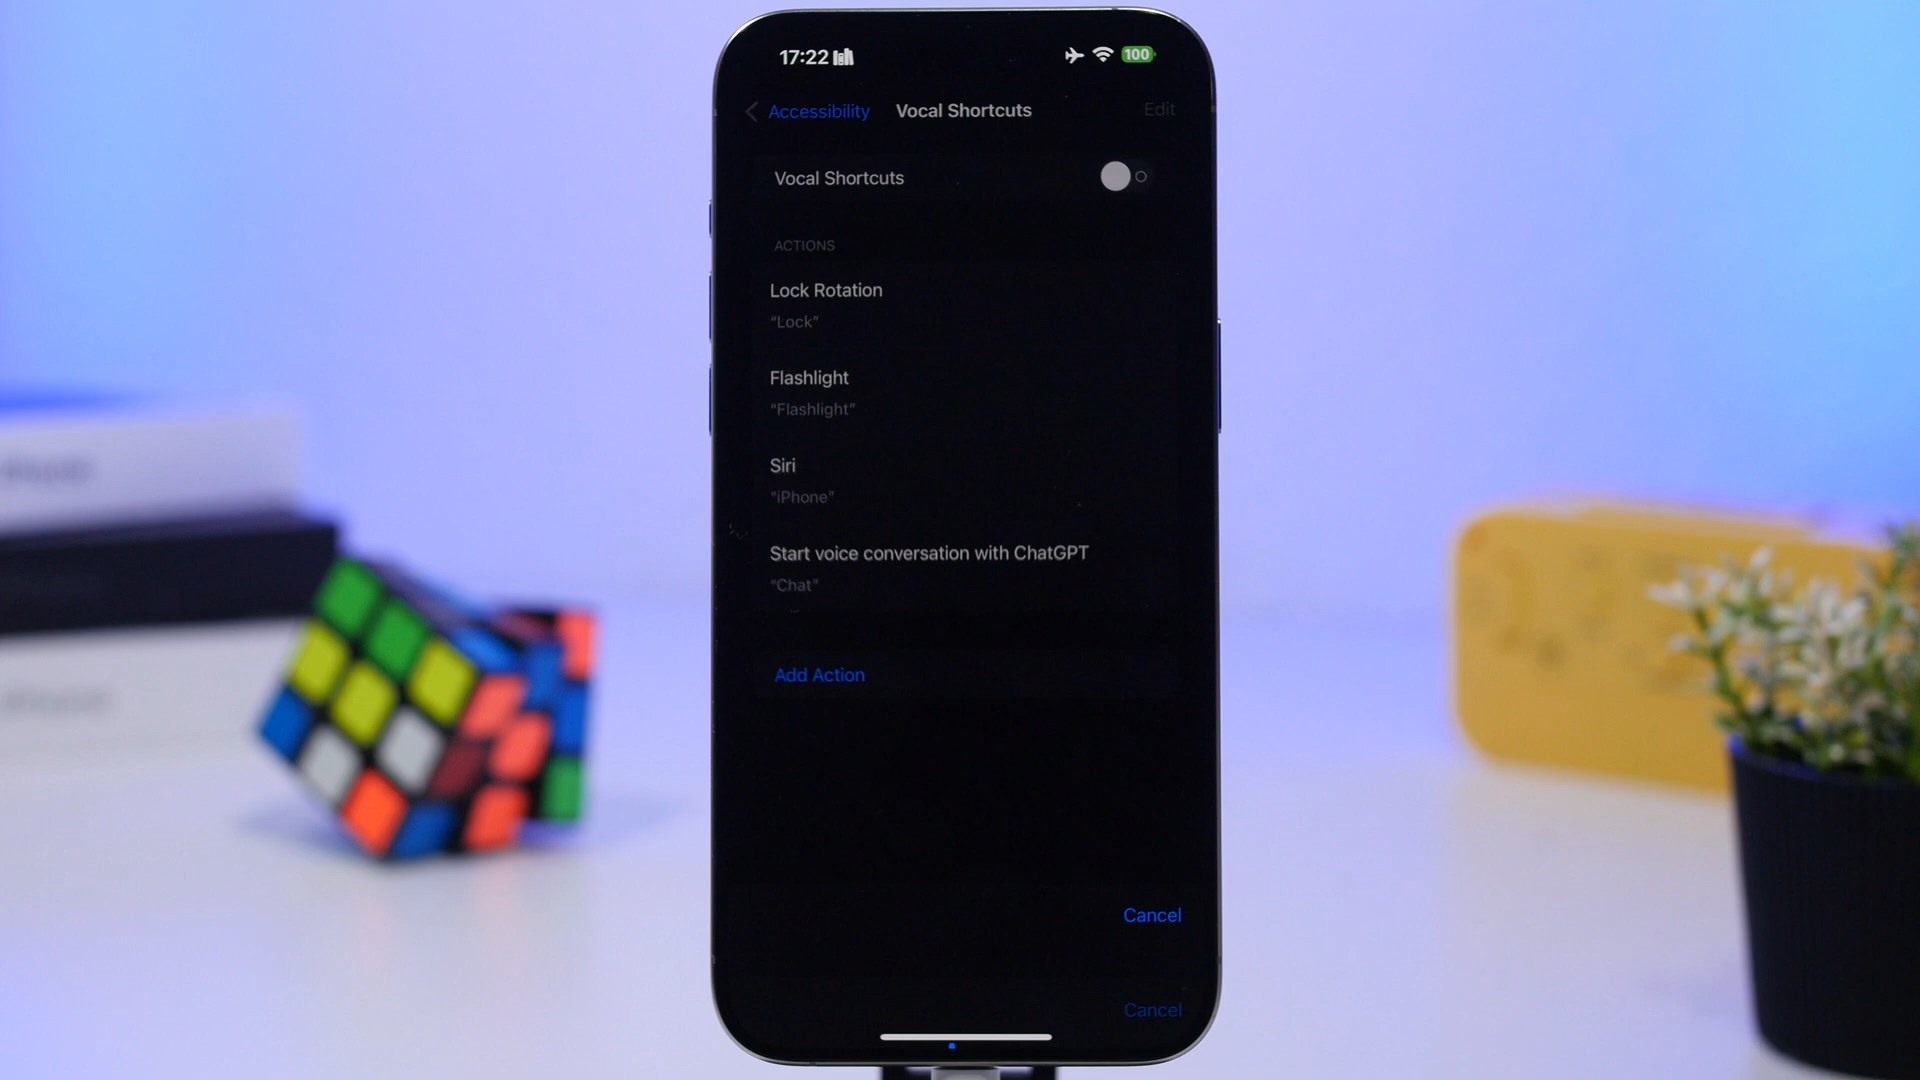 17:22
100
Accessibility
Vocal Shortcuts
Edit
Vocal Shortcuts
ACTIONS
Lock Rotation
“Lock”
Flashlight
“Flashlight”
Siri
“iPhone”
Start voice conversation with ChatGPT
“Chat”
Add Action
Cancel
Cancel